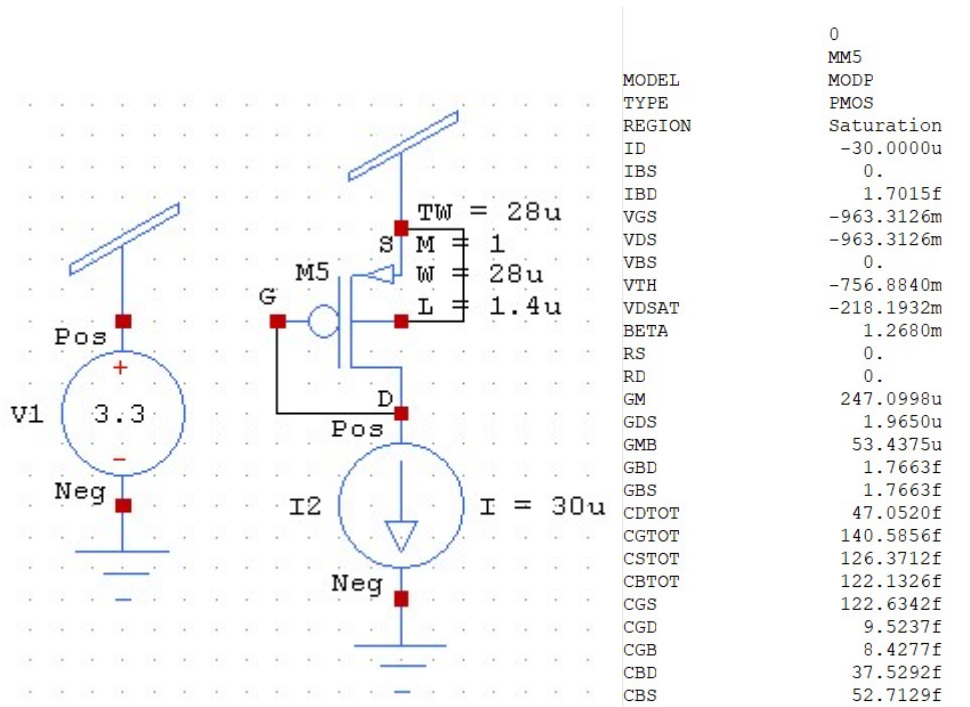 TW = 28u
S M = 1
M5 W = 28u
G L = 1.4u
Pos
+
V1 3.3
−
Neg
D
Pos
I2 I = 30u
Neg
0
MM5
MODEL MODP
TYPE PMOS
REGION Saturation
ID -30.0000u
IBS 0.
IBD 1.7015f
VGS -963.3126m
VDS -963.3126m
VBS 0.
VTH -756.8840m
VDSAT -218.1932m
BETA 1.2680m
RS 0.
RD 0.
GM 247.0998u
GDS 1.9650u
GMB 53.4375u
GBD 1.7663f
GBS 1.7663f
CDTOT 47.0520f
CGTOT 140.5856f
CSTOT 126.3712f
CBTOT 122.1326f
CGS 122.6342f
CGD 9.5237f
CGB 8.4277f
CBD 37.5292f
CBS 52.7129f